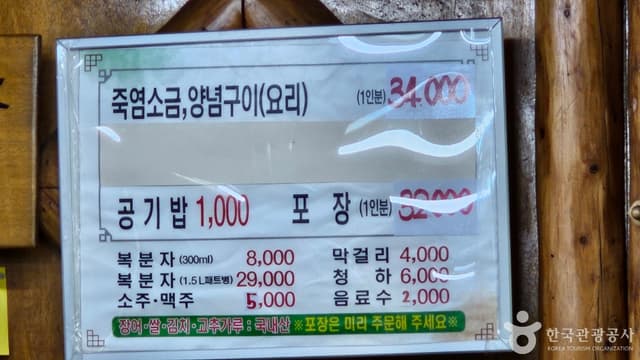 죽염소금,양념구이(요리) (1인분) 34.000
공기밥 1,000 포장 (1인분) 32000
복분자 (300ml) 8,000 막걸리 4,000
복분자 (1.5L패트병) 29,000 청하 6,000
소주·맥주 5,000 음료수 2,000
장어·쌀·김치·고추가루 : 국내산 ※포장은 미리 주문해 주세요※
한국관광공사
KOREA TOURISM ORGANIZATION